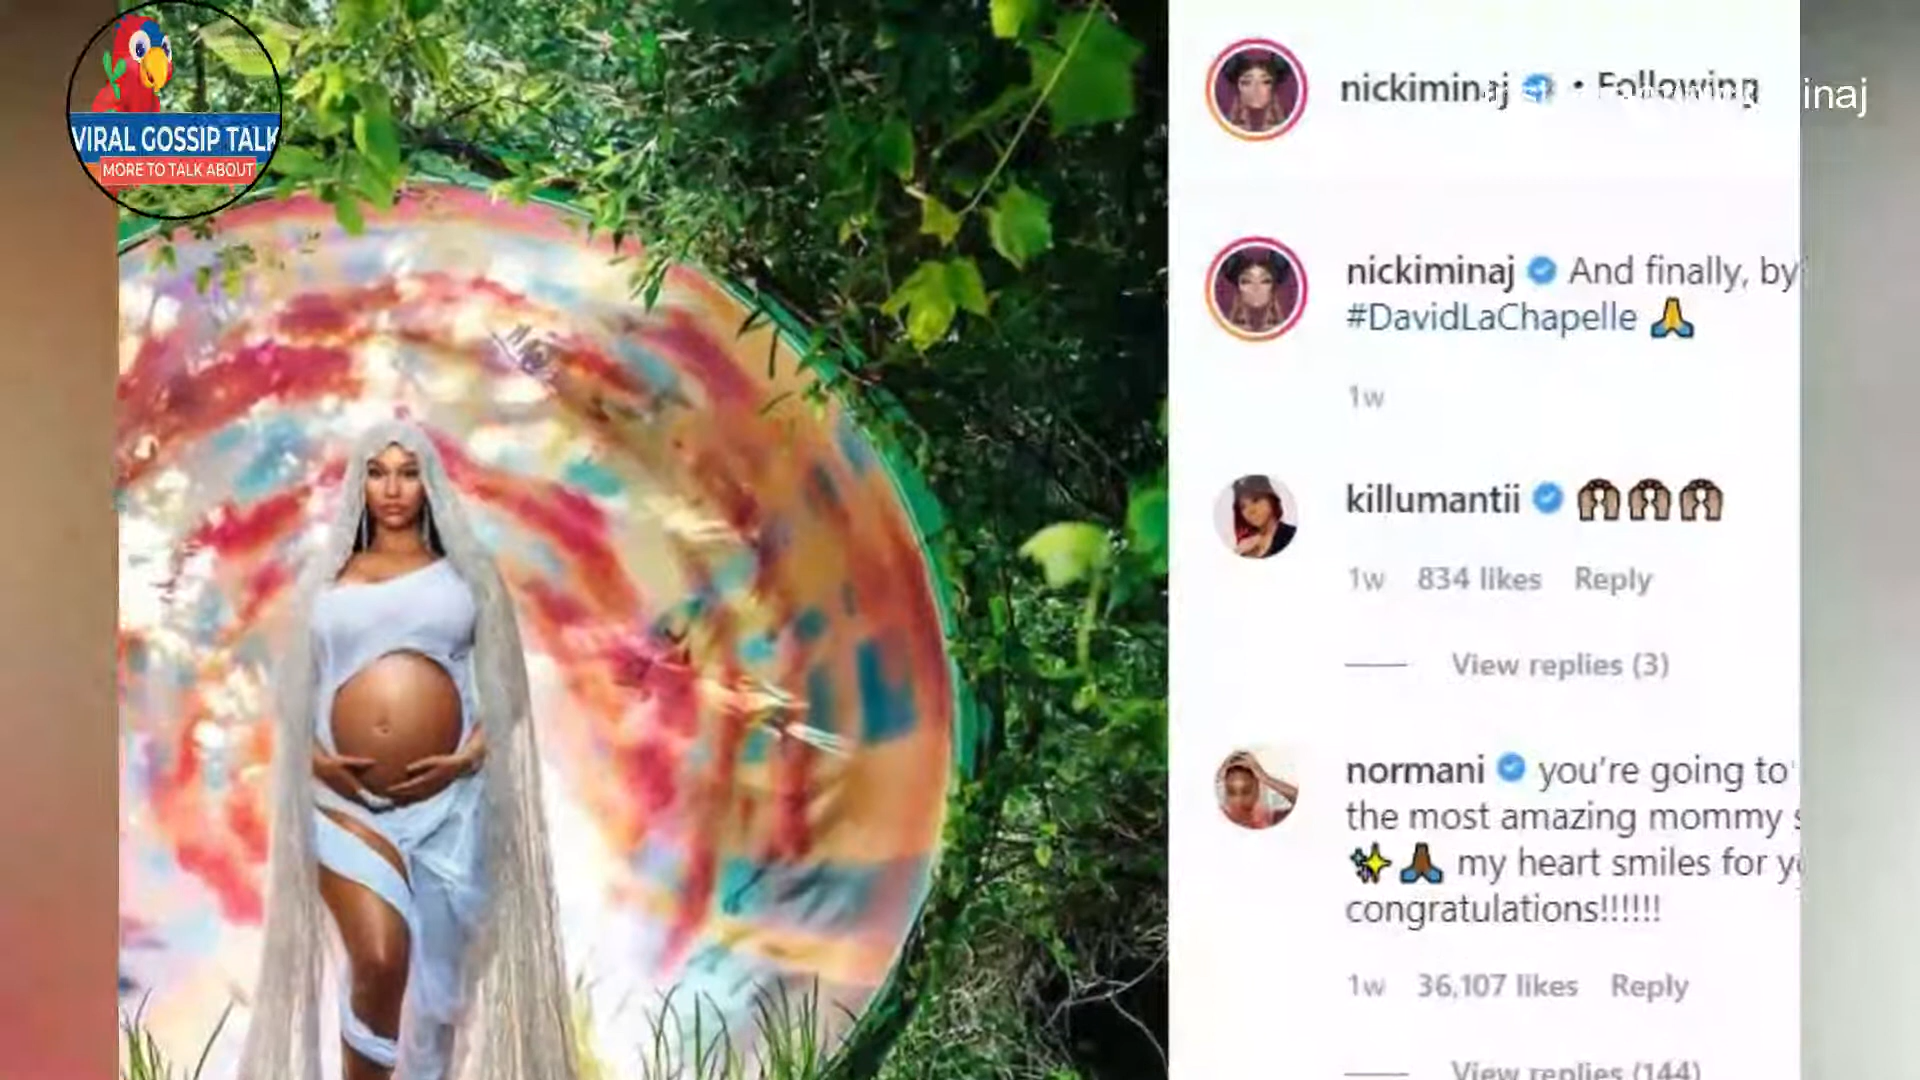 VIRAL GOSSIP TALK
MORE TO TALK ABOUT
nickiminaj • Following
inaj
nickiminaj And finally, by
#DavidLaChapelle
1w
killumantii
1w 834 likes Reply
View replies (3)
normani you're going to
the most amazing mommy s
my heart smiles for y
congratulations!!!!!!
1w 36,107 likes Reply
View replies (144)